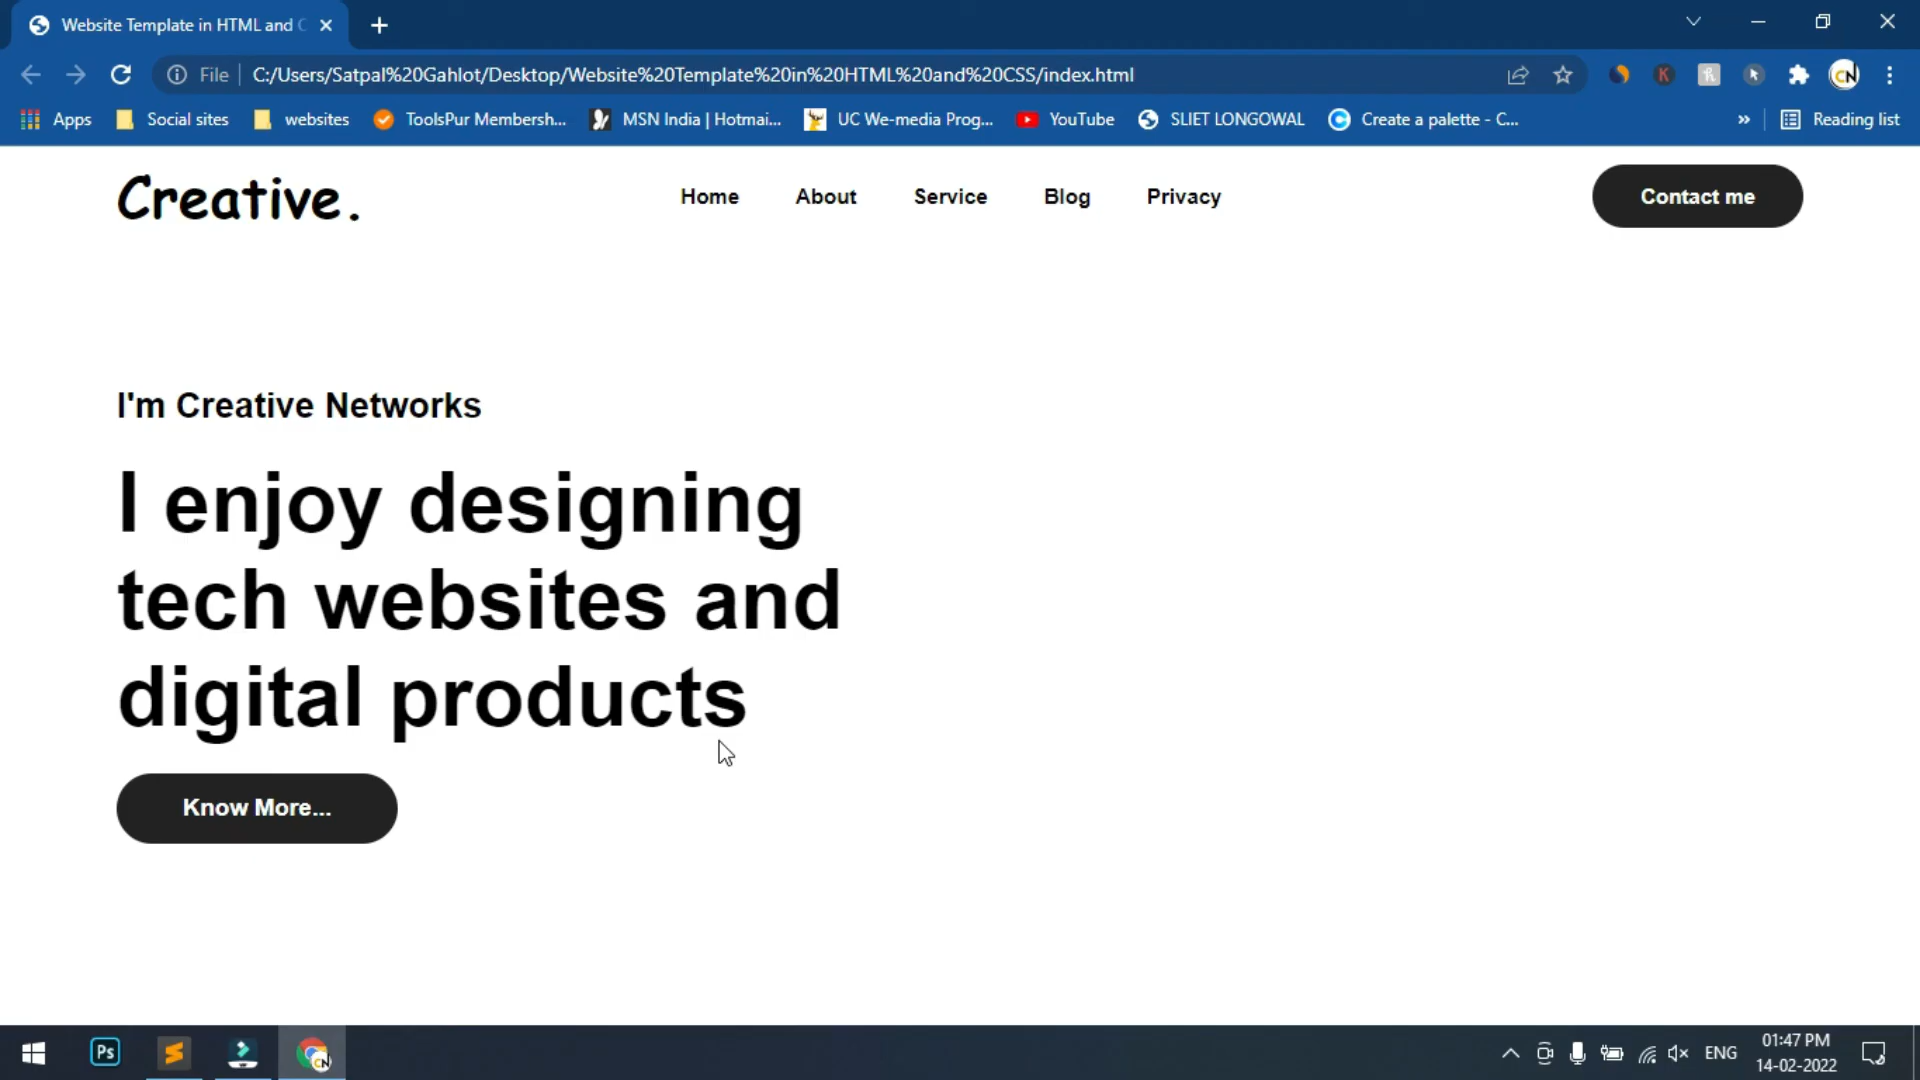 Website Template in HTML and C
File
C:/Users/Satpal%20Gahlot/Desktop/Website%20Template%20in%20HTML%20and%20CSS/index.html
CN
Apps
Social sites
websites
ToolsPur Membersh...
MSN India | Hotmai...
UC We-media Prog...
YouTube
SLIET LONGOWAL
Create a palette - C...
»
Reading list
Creative.
Home
About
Service
Blog
Privacy
Contact me
I'm Creative Networks
I enjoy designing
tech websites and
digital products
Know More...
Ps
ENG
01:47 PM
14-02-2022